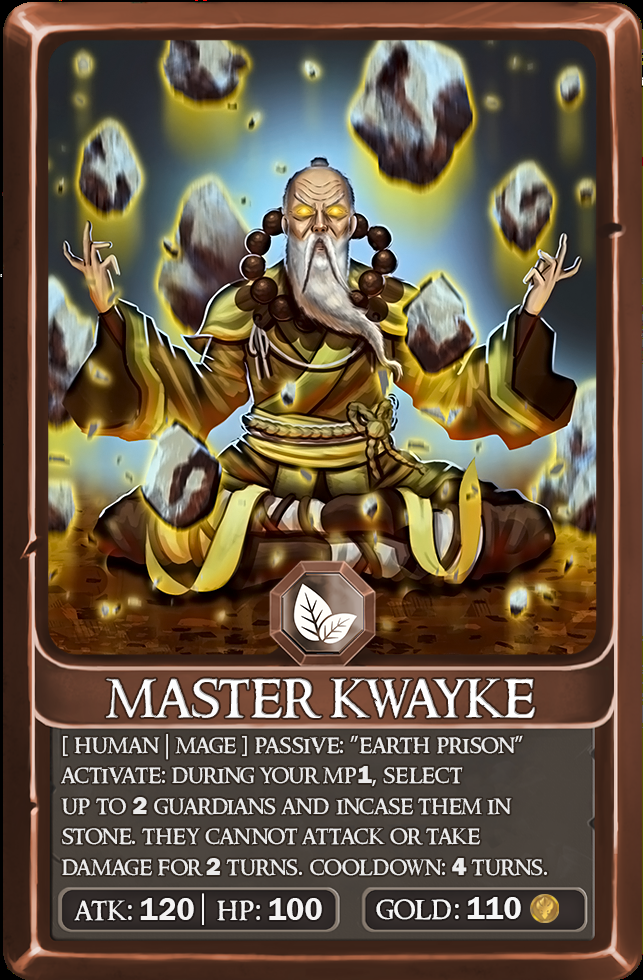 MASTER KWAYKE
[ HUMAN | MAGE ] PASSIVE: "EARTH PRISON"
ACTIVATE: DURING YOUR MP1, SELECT
UP TO 2 GUARDIANS AND INCASE THEM IN
STONE. THEY CANNOT ATTACK OR TAKE
DAMAGE FOR 2 TURNS. COOLDOWN: 4 TURNS.
ATK: 120 | HP: 100 GOLD: 110